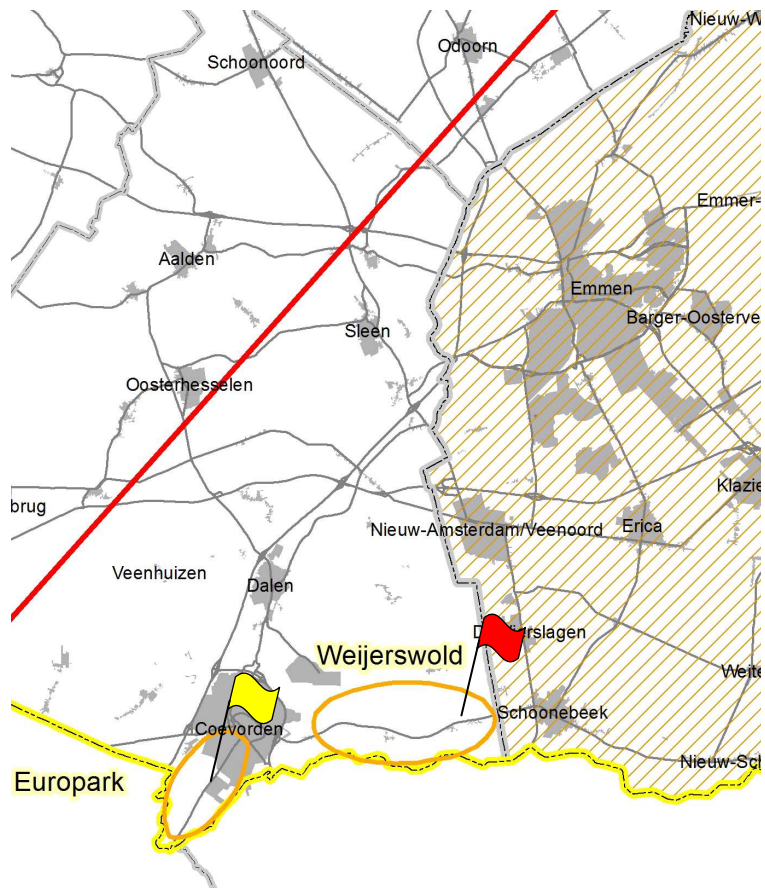 Nieuw-W
Odoorn
Schoonoord
Emmer-
Aalden
Emmen
Barger-Oosterve
Sleen
Oosterhesselen
Klazie
brug
Nieuw-Amsterdam/Veenoord
Erica
Veenhuizen
Dalen
D
erslagen
Weijerswold
Weite
Schoonebeek
Coevorden
Nieuw-Sch
Europark